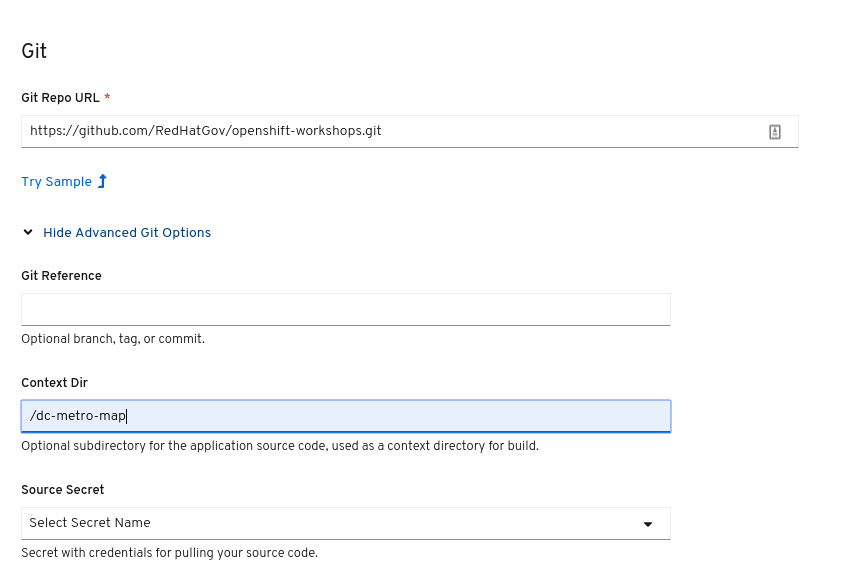 Git
Git Repo URL *
https://github.com/RedHatGov/openshift-workshops.git
Try Sample
Hide Advanced Git Options
Git Reference
Optional branch, tag, or commit.
Context Dir
/dc-metro-map
Optional subdirectory for the application source code, used as a context directory for build.
Source Secret
Select Secret Name
Secret with credentials for pulling your source code.